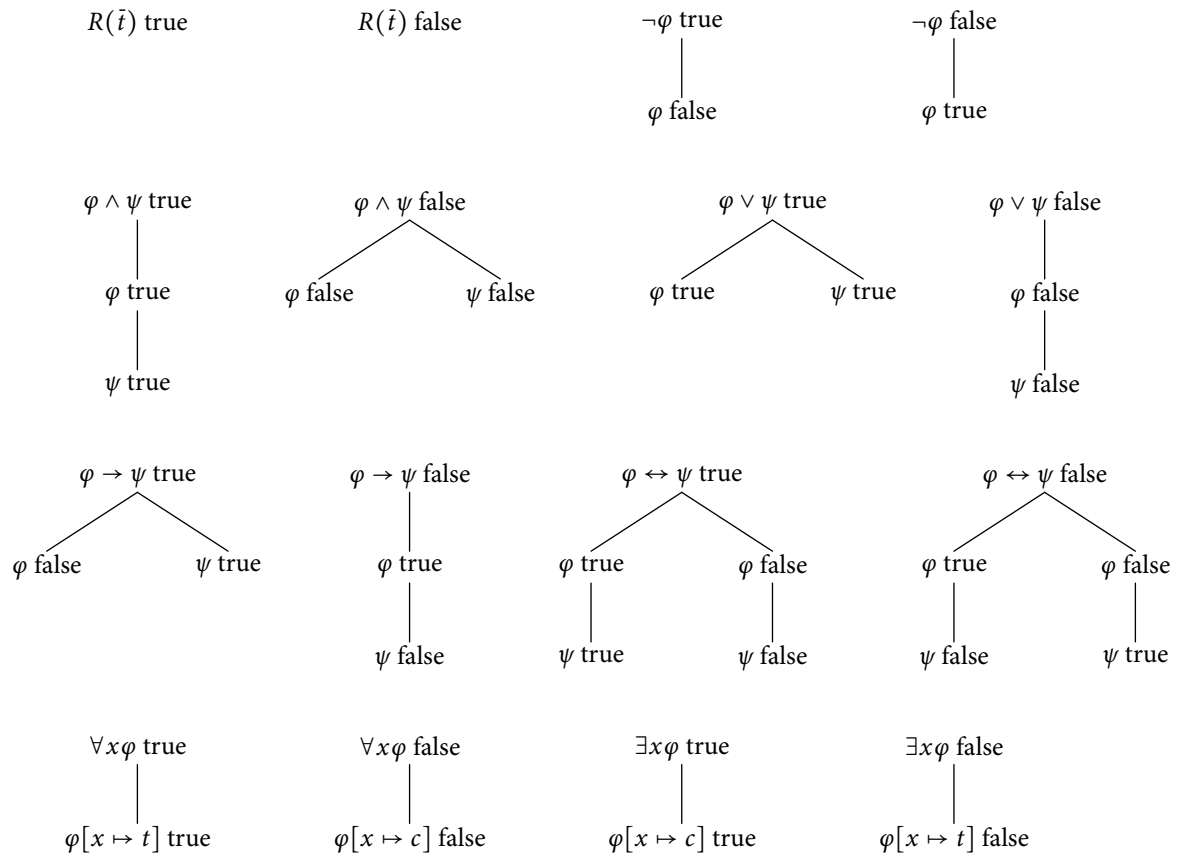 R(t̄) true R(t̄) false ¬φ true ¬φ false
φ false φ true
φ ∧ ψ true φ ∧ ψ false φ ∨ ψ true φ ∨ ψ false
φ true φ false ψ false φ true ψ true φ false
ψ true ψ false
φ → ψ true φ → ψ false φ ↔ ψ true φ ↔ ψ false
φ false ψ true φ true φ true φ false φ true φ false
ψ false ψ true ψ false ψ false ψ true
∀xφ true ∀xφ false ∃xφ true ∃xφ false
φ[x ↦ t] true φ[x ↦ c] false φ[x ↦ c] true φ[x ↦ t] false